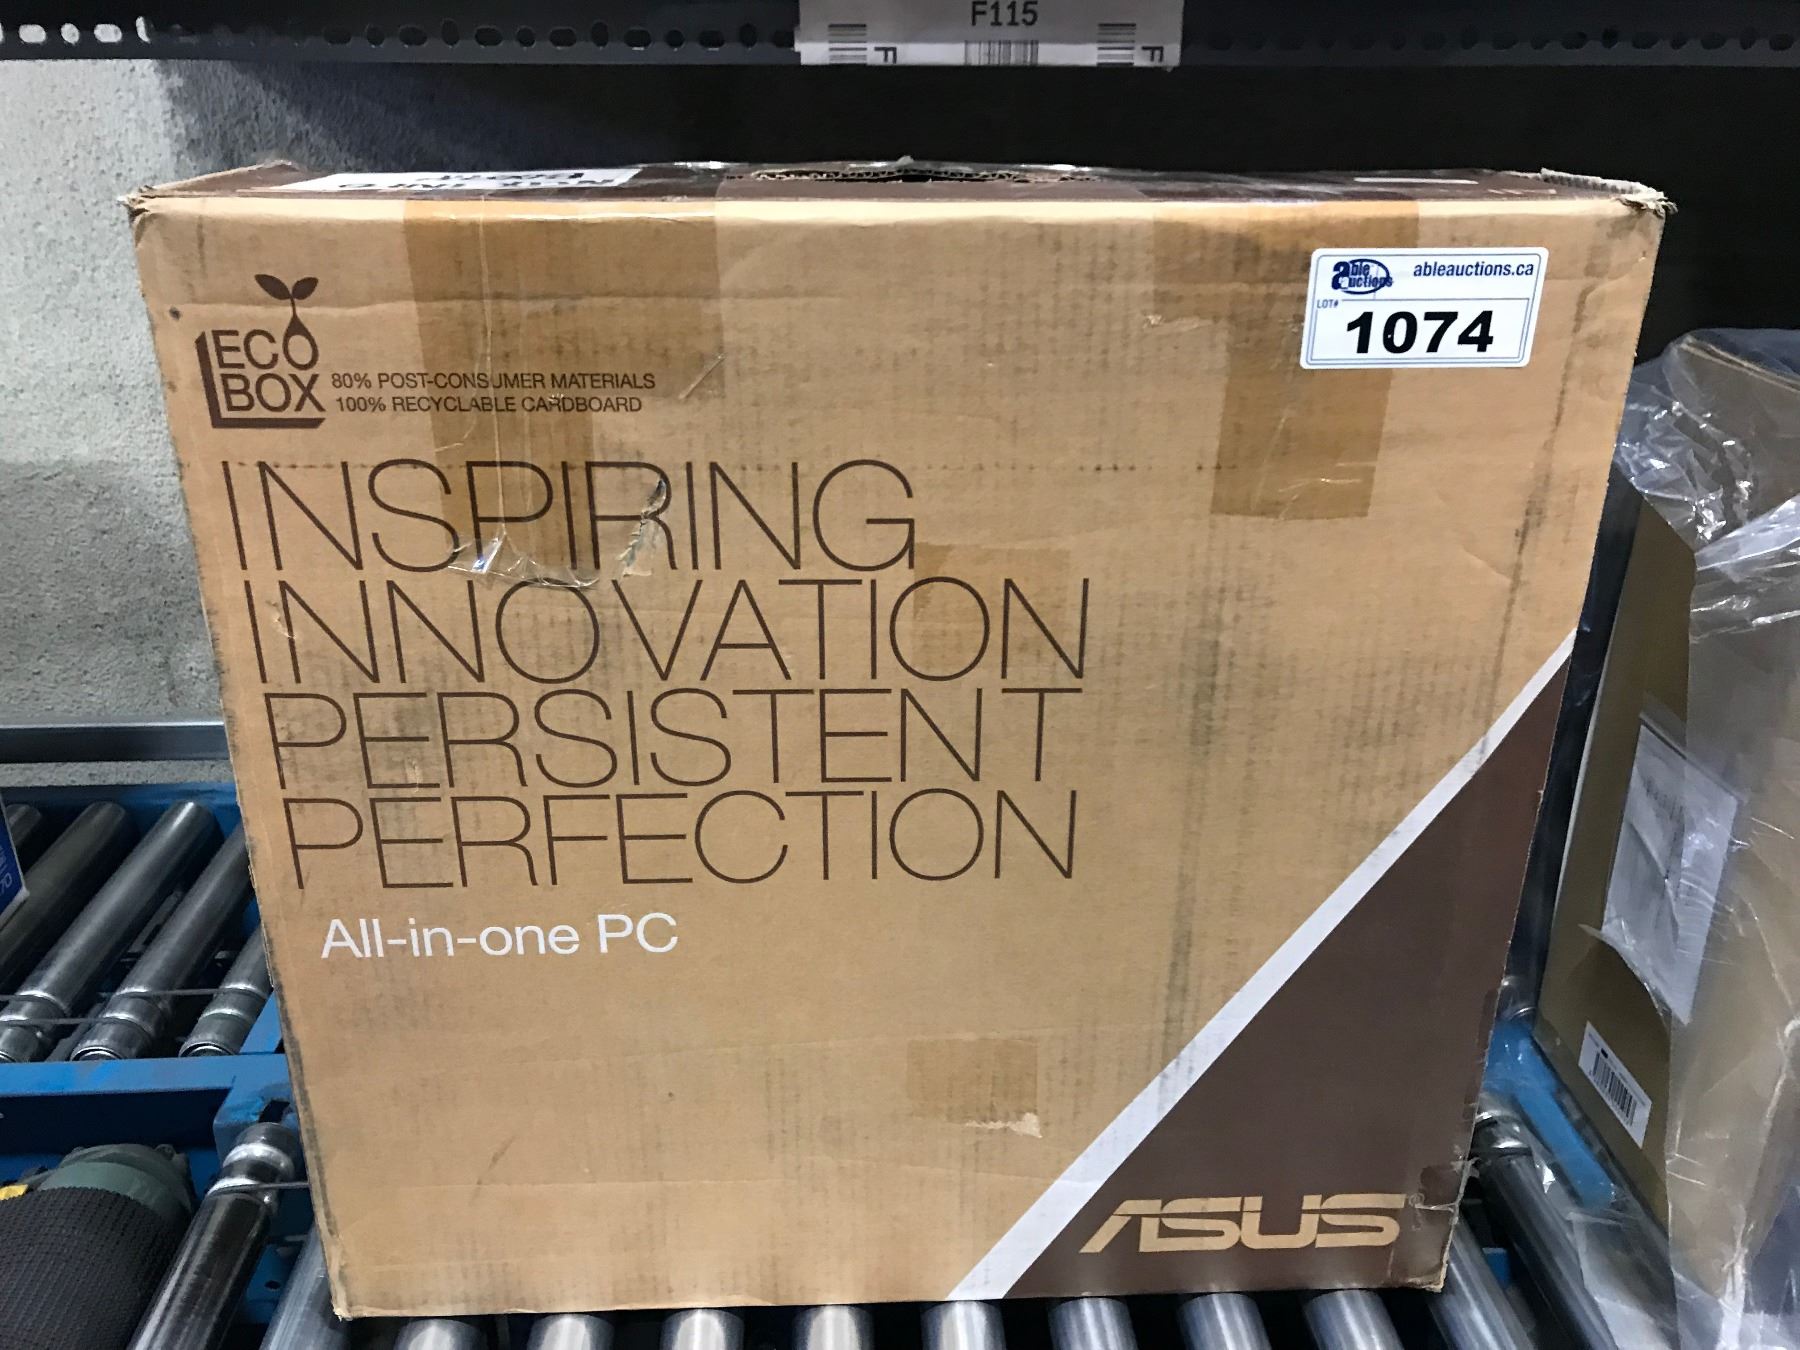 F115
F
F
able
auctions
ableauctions.ca
LOT#
1074
ECO
BOX
80% POST-CONSUMER MATERIALS
100% RECYCLABLE CARDBOARD
INSPIRING
INNOVATION
PERSISTENT
PERFECTION
All-in-one PC
ASUS